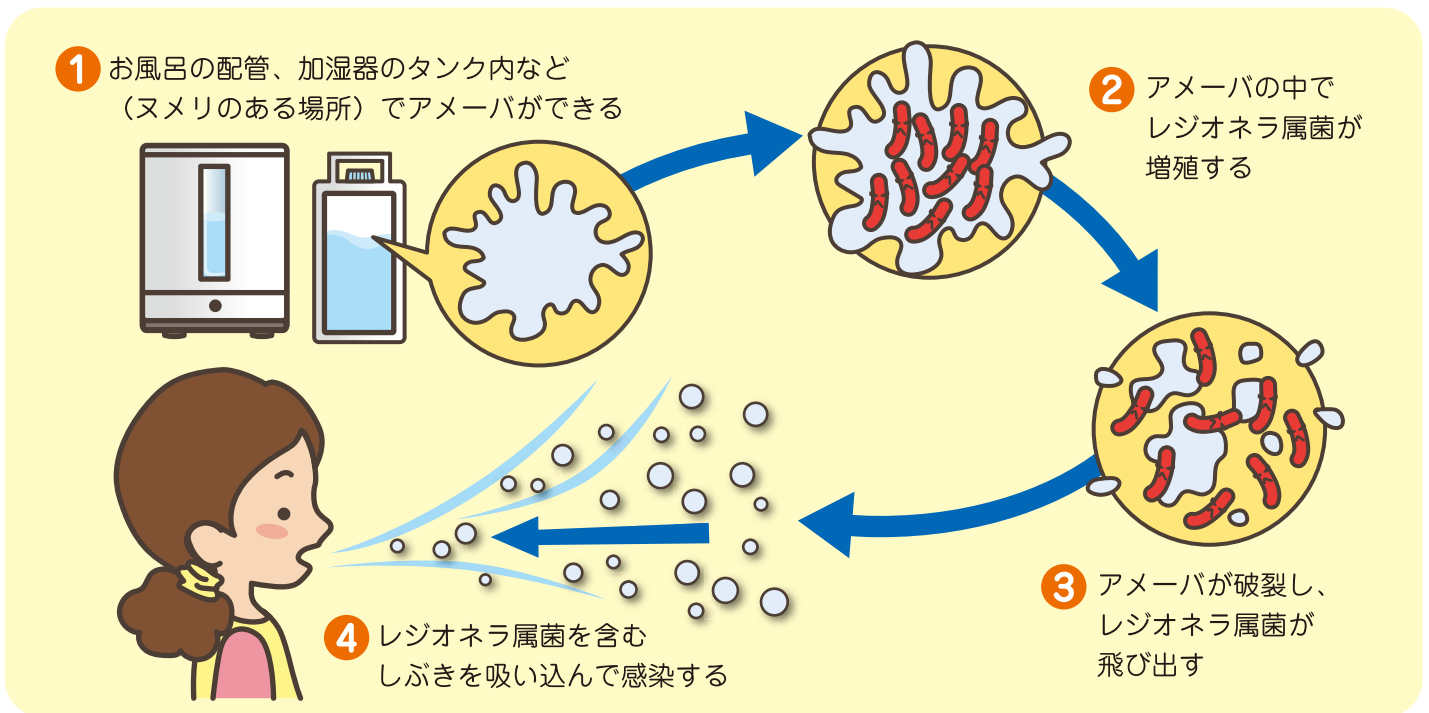 1 お風呂の配管、加湿器のタンク内など
（ヌメリのある場所）でアメーバができる
2 アメーバの中で
レジオネラ属菌が
増殖する
3 アメーバが破裂し、
レジオネラ属菌が
飛び出す
4 レジオネラ属菌を含む
しぶきを吸い込んで感染する